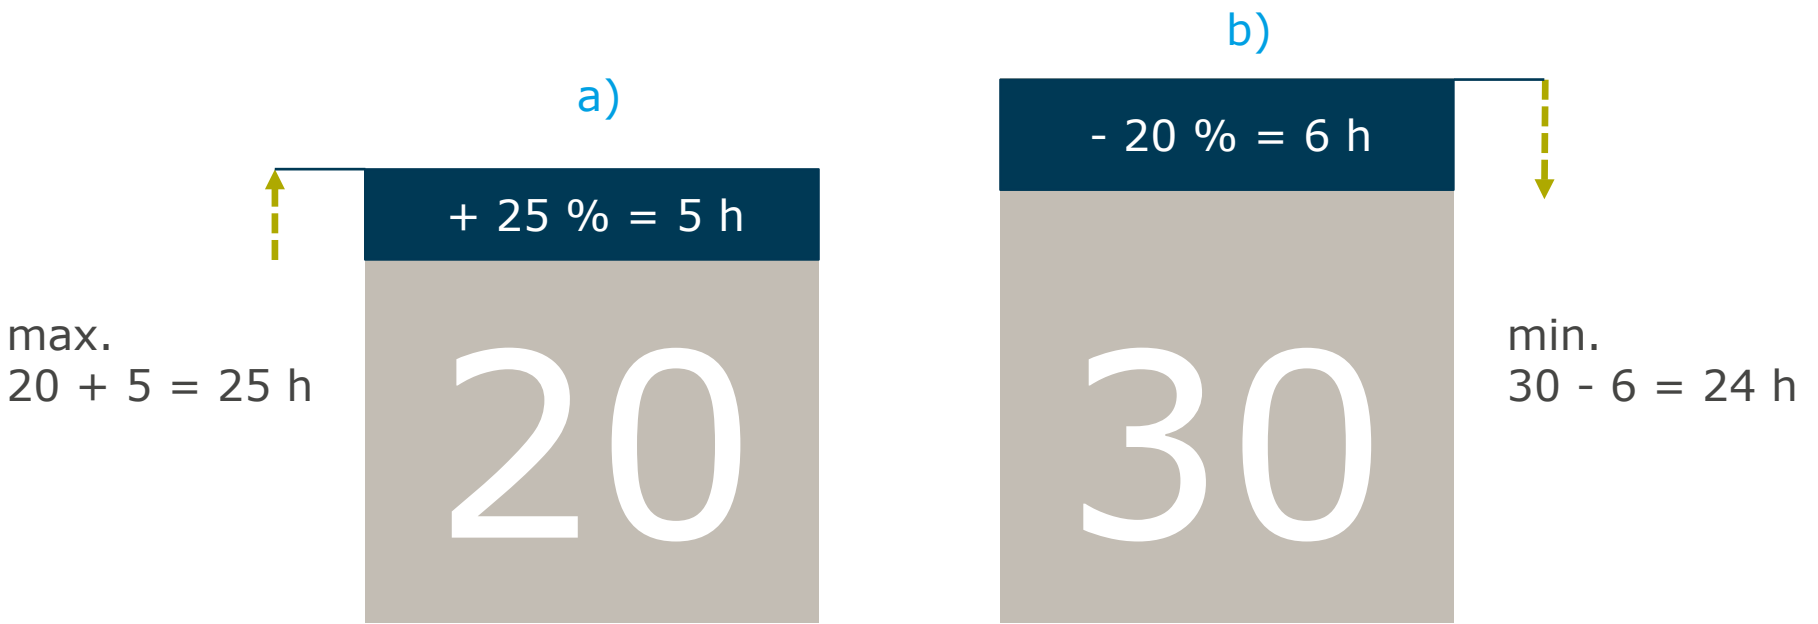 a)
+ 25 % = 5 h
max.
20 + 5 = 25 h
20
b)
- 20 % = 6 h
30
min.
30 - 6 = 24 h